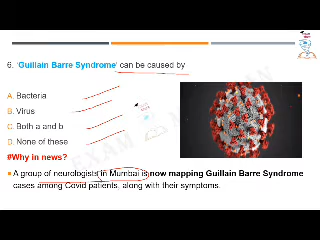 6. 'Guillain Barre Syndrome' can be caused by
A. Bacteria
B. Virus
C. Both a and b
D. None of these
#Why in news?
A group of neurologists in Mumbai is now mapping Guillain Barre Syndrome
cases among Covid patients, along with their symptoms.